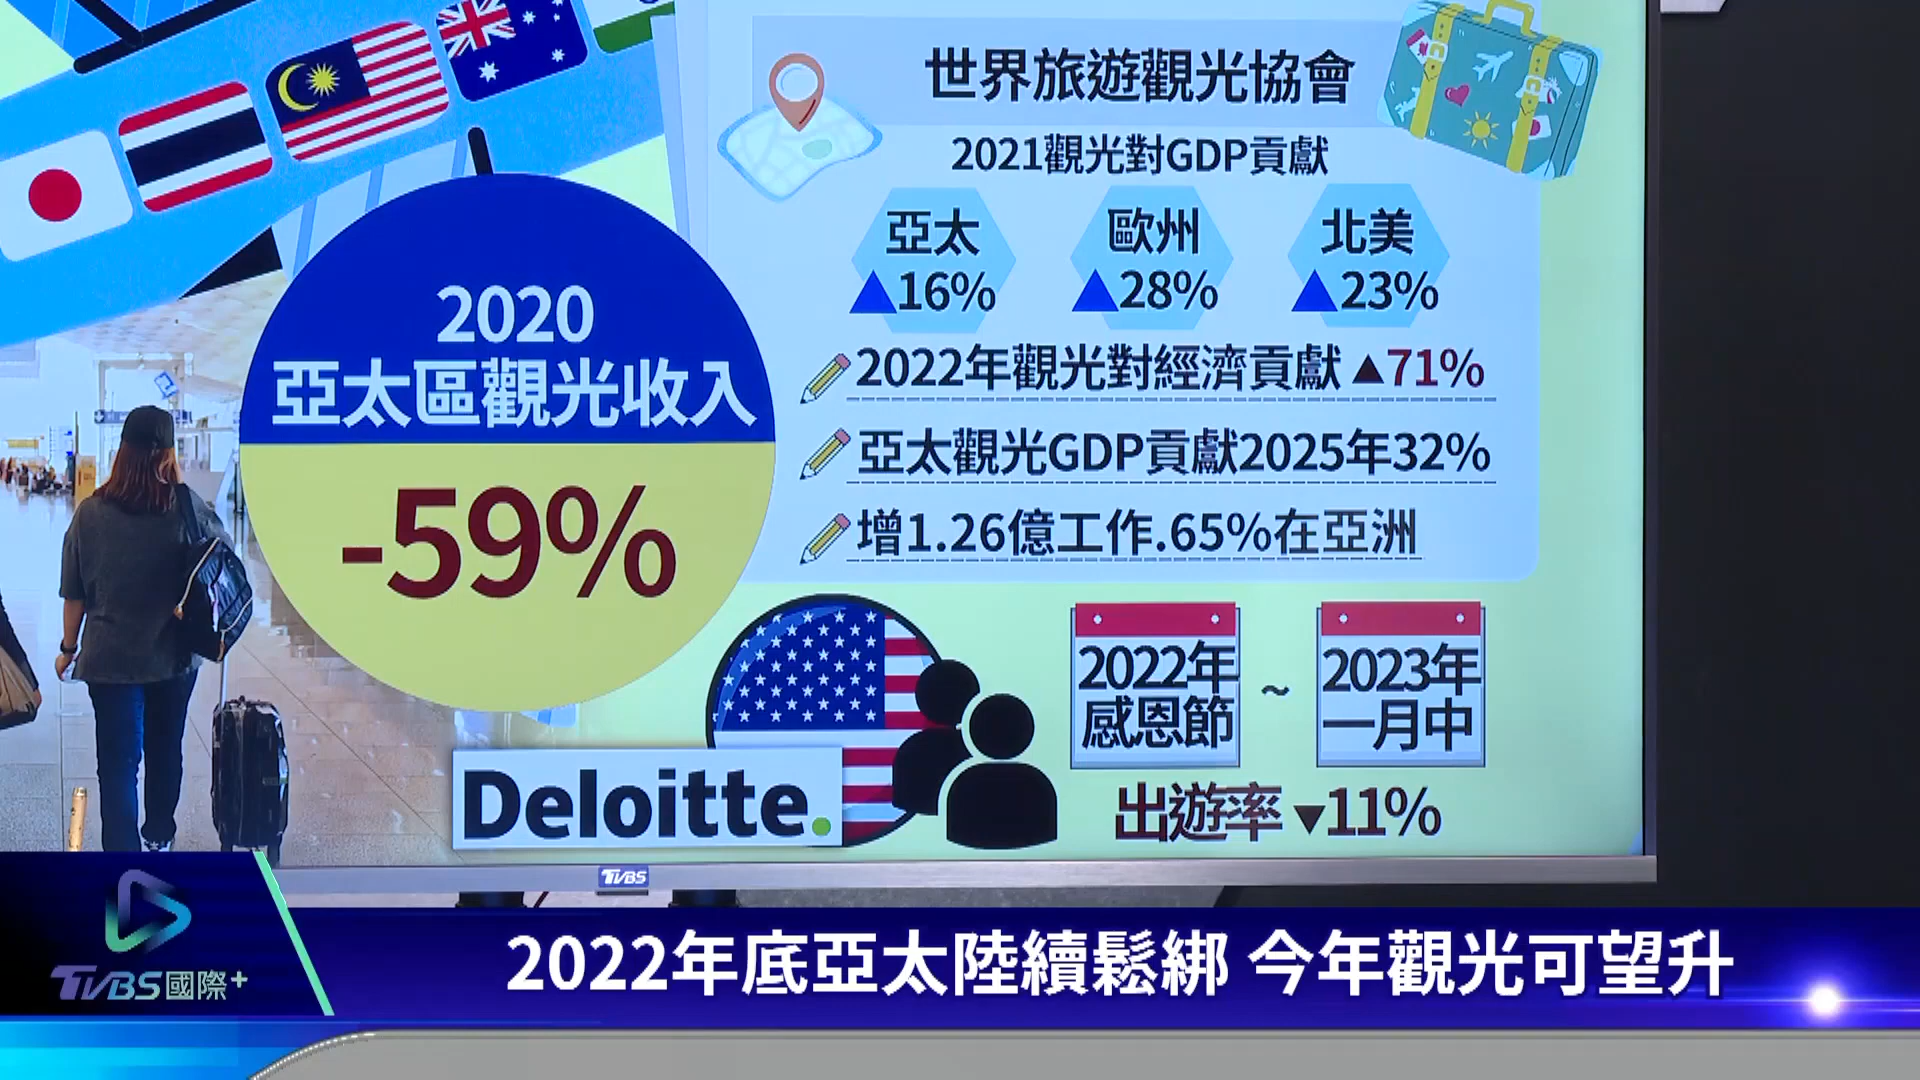 世界旅遊觀光協會
2021觀光對GDP貢獻
亞太
▲16%
歐州
▲28%
北美
▲23%
2022年觀光對經濟貢獻▲71%
亞太觀光GDP貢獻2025年32%
增1.26億工作.65%在亞洲
2020
亞太區觀光收入
-59%
Deloitte.
2022年
感恩節
~
2023年
一月中
出遊率▼11%
TVBS
TVBS國際+
2022年底亞太陸續鬆綁 今年觀光可望升